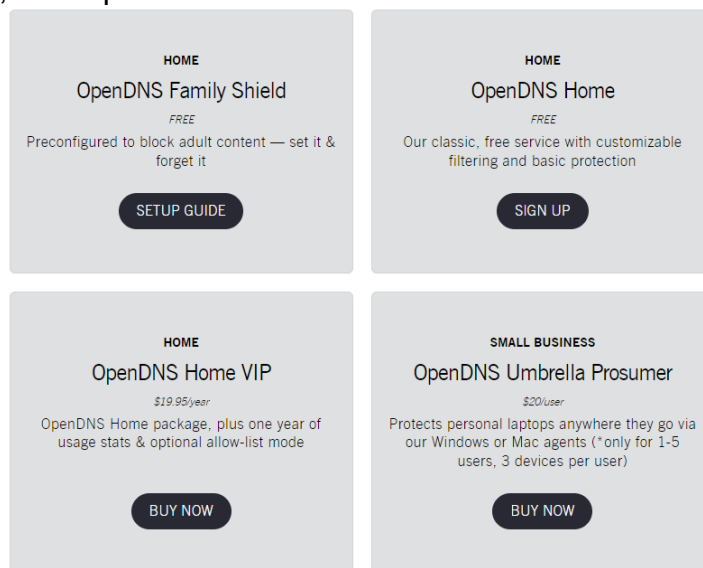 HOME
OpenDNS Family Shield
FREE
Preconfigured to block adult content — set it &
forget it
SETUP GUIDE
HOME
OpenDNS Home
FREE
Our classic, free service with customizable
filtering and basic protection
SIGN UP
HOME
OpenDNS Home VIP
$19.95/year
OpenDNS Home package, plus one year of
usage stats & optional allow-list mode
BUY NOW
SMALL BUSINESS
OpenDNS Umbrella Prosumer
$20/user
Protects personal laptops anywhere they go via
our Windows or Mac agents (*only for 1-5
users, 3 devices per user)
BUY NOW